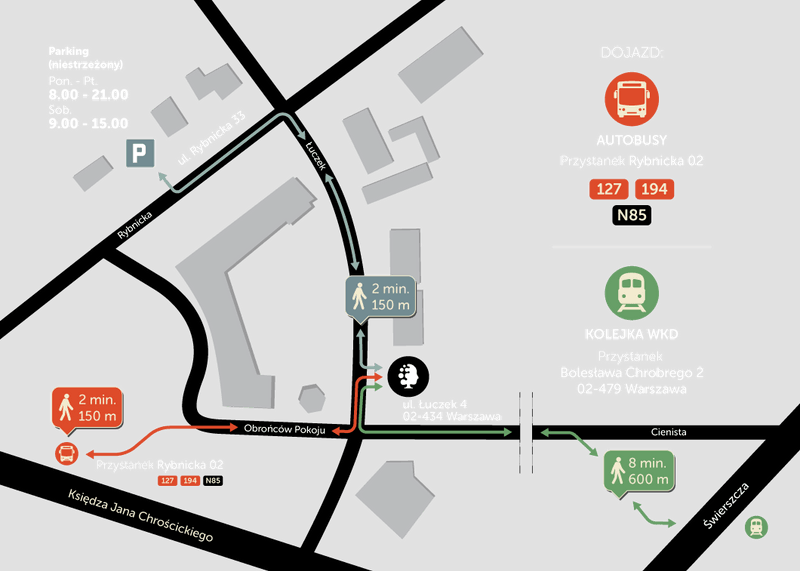 Parking
(niestrzeżony)
Pon. - Pt.
8.00 - 21.00
Sob.
9.00 - 15.00
P
ul. Rybnicka 33
Łuczek
Rybnicka
2 min.
150 m
ul. Łuczek 4
02-434 Warszawa
2 min.
150 m
Przystanek Rybnicka 02
127 194 N85
Obrońców Pokoju
Cienista
8 min.
600 m
Świerszcza
Księdza Jana Chrościckiego
DOJAZD:
AUTOBUSY
Przystanek Rybnicka 02
127 194
N85
KOLEJKA WKD
Przystanek
Bolesława Chrobrego 2
02-479 Warszawa